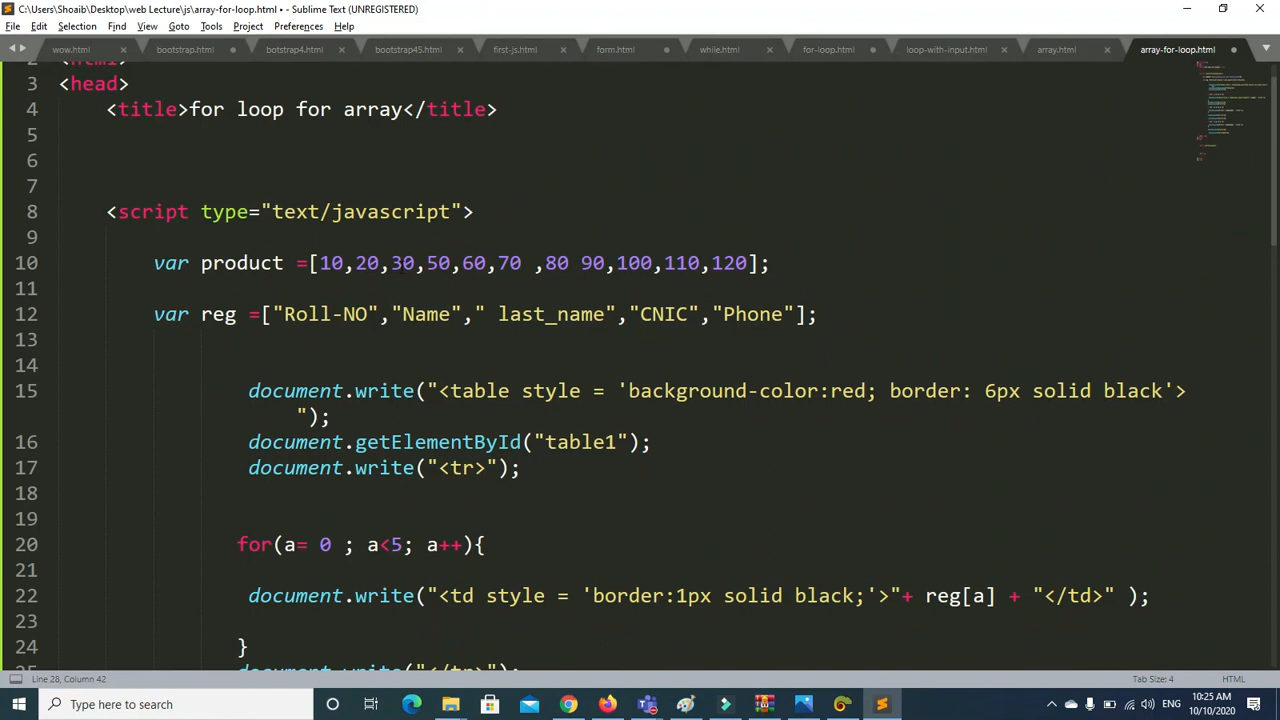 C:\Users\Shoaib\Desktop\web Lecture\js\array-for-loop.html • - Sublime Text (UNREGISTERED)
File Edit Selection Find View Goto Tools Project Preferences Help
wow.html bootstrap.html botstrap4.html bootstrap45.html first-js.html form.html while.html for-loop.html loop-with-input.html array.html array-for-loop.html
2 <html>
3 <head>
4 <title>for loop for array</title>
5
6
7
8 <script type="text/javascript">
9
10 var product =[10,20,30,50,60,70 ,80 90,100,110,120];
11
12 var reg =["Roll-NO","Name"," last_name","CNIC","Phone"];
13
14
15 document.write("<table style = 'background-color:red; border: 6px solid black'>
");
16 document.getElementById("table1");
17 document.write("<tr>");
18
19
20 for(a= 0 ; a<5; a++){
21
22 document.write("<td style = 'border:1px solid black;'>"+ reg[a] + "</td>" );
23
24 }
25 document.write("</tr>");
Line 28, Column 42 Tab Size: 4 HTML
Type here to search ENG 10:25 AM
10/10/2020